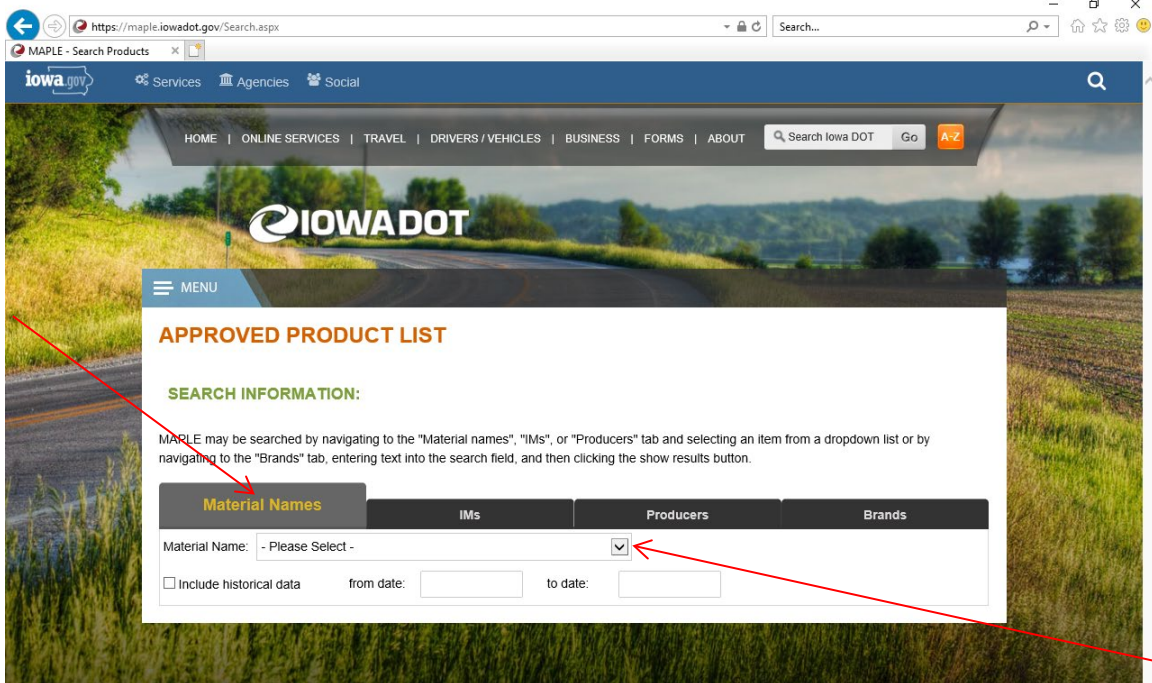 https://maple.iowadot.gov/Search.aspx
Search...
MAPLE - Search Products
iowa.gov Services Agencies Social
HOME | ONLINE SERVICES | TRAVEL | DRIVERS / VEHICLES | BUSINESS | FORMS | ABOUT Search Iowa DOT Go A-Z
IOWADOT
MENU
APPROVED PRODUCT LIST
SEARCH INFORMATION:
MAPLE may be searched by navigating to the "Material names", "IMs", or "Producers" tab and selecting an item from a dropdown list or by
navigating to the "Brands" tab, entering text into the search field, and then clicking the show results button.
Material Names IMs Producers Brands
Material Name: - Please Select -
Include historical data from date: to date: